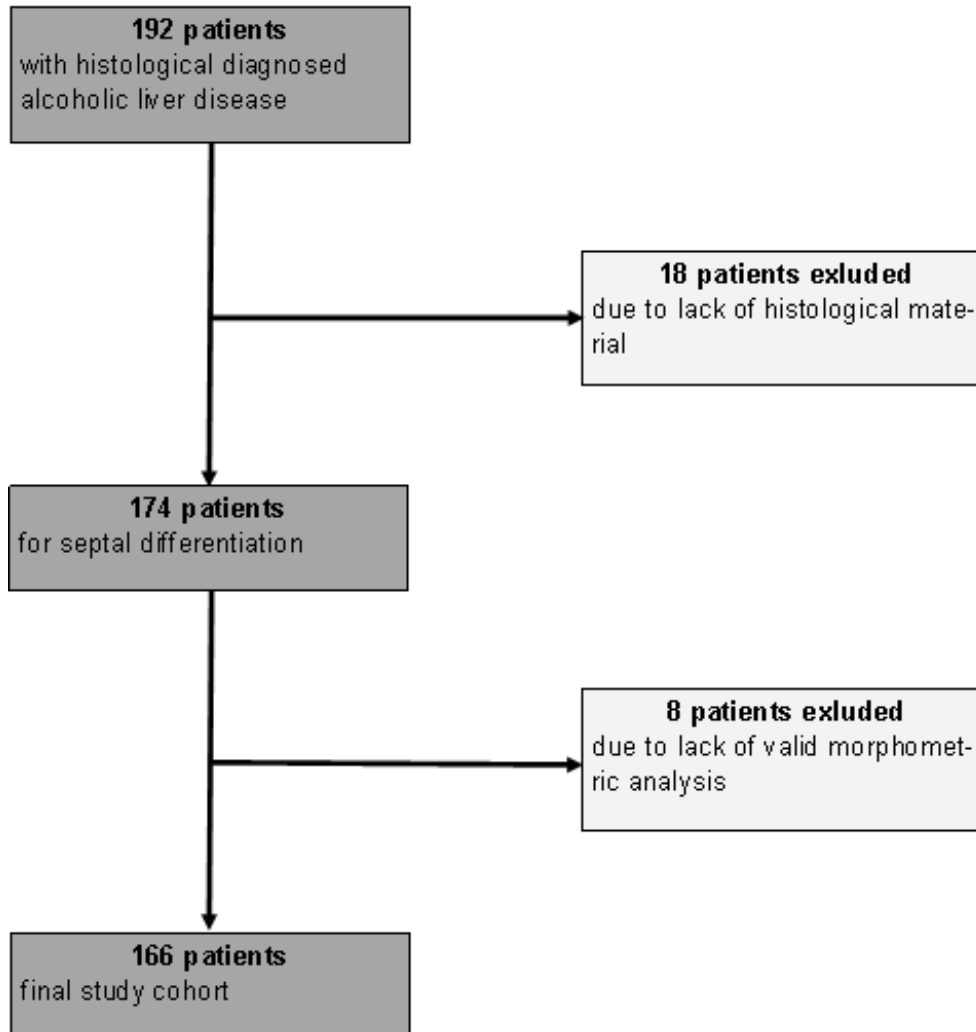 192 patients
with histological diagnosed
alcoholic liver disease
18 patients exluded
due to lack of histological mate-
rial
174 patients
for septal differentiation
8 patients exluded
due to lack of valid morphomet-
ric analysis
166 patients
final study cohort